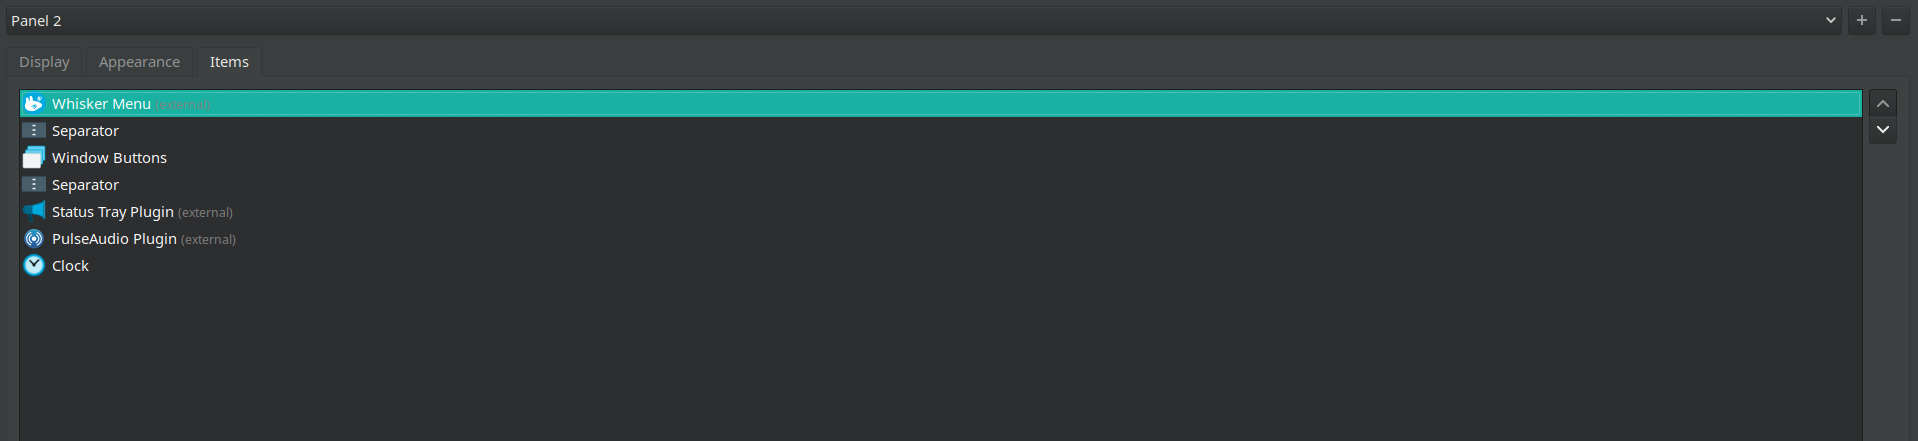 Panel 2
Display Appearance Items
Whisker Menu (external)
Separator
Window Buttons
Separator
Status Tray Plugin (external)
PulseAudio Plugin (external)
Clock